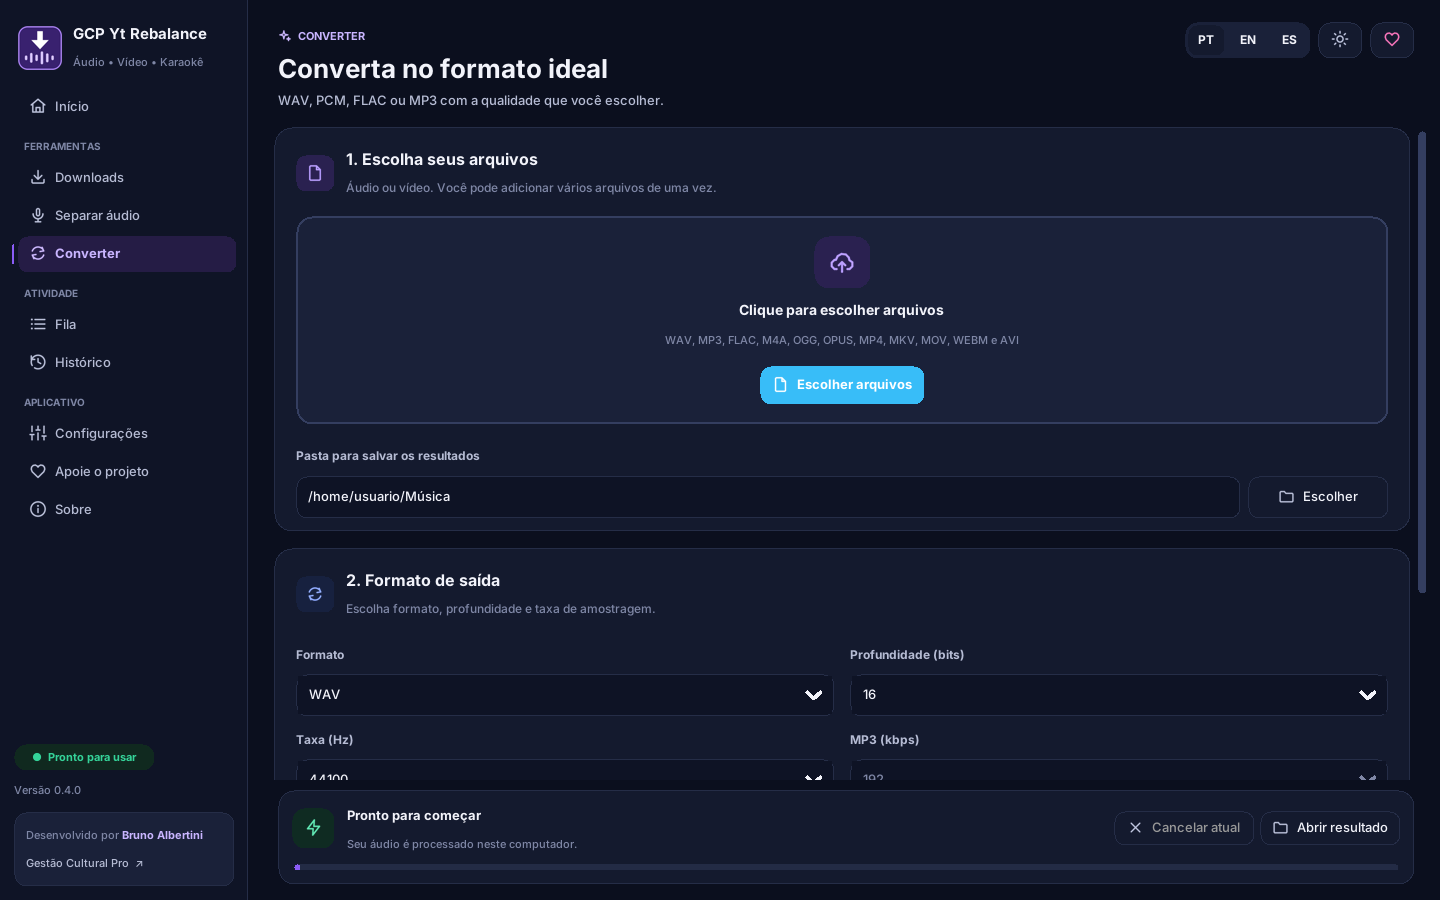 GCP Yt Rebalance
Áudio • Vídeo • Karaokê
Início
FERRAMENTAS
Downloads
Separar áudio
Converter
ATIVIDADE
Fila
Histórico
APLICATIVO
Configurações
Apoie o projeto
Sobre
Pronto para usar
Versão 0.4.0
Desenvolvido por Bruno Albertini
Gestão Cultural Pro ↗
CONVERTER
Converta no formato ideal
WAV, PCM, FLAC ou MP3 com a qualidade que você escolher.
PT EN ES
1. Escolha seus arquivos
Áudio ou vídeo. Você pode adicionar vários arquivos de uma vez.
Clique para escolher arquivos
WAV, MP3, FLAC, M4A, OGG, OPUS, MP4, MKV, MOV, WEBM e AVI
Escolher arquivos
Pasta para salvar os resultados
/home/usuario/Música
Escolher
2. Formato de saída
Escolha formato, profundidade e taxa de amostragem.
Formato
Profundidade (bits)
WAV
16
Taxa (Hz)
MP3 (kbps)
44100
192
Pronto para começar
Seu áudio é processado neste computador.
Cancelar atual
Abrir resultado